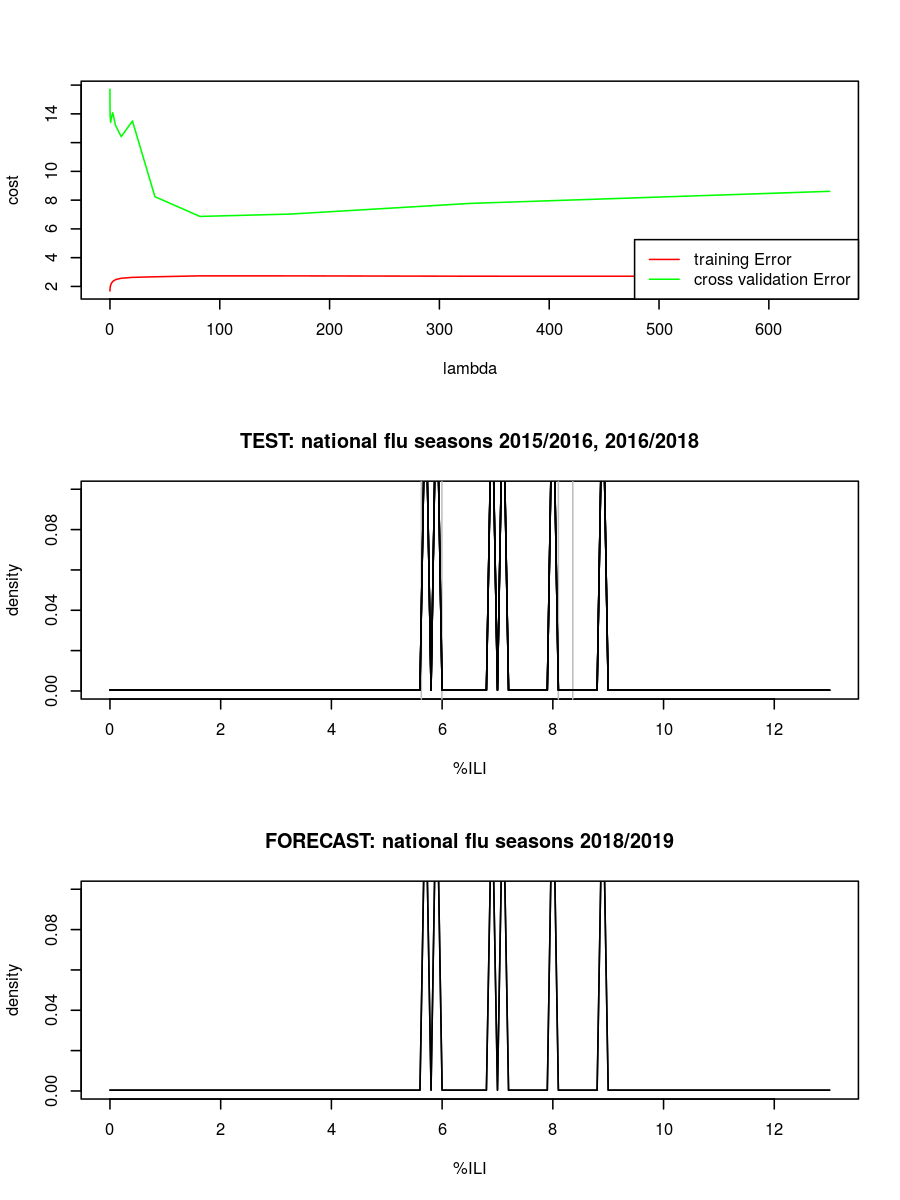 cost
14
10
8
6
4
2
training Error
cross validation Error
0 100 200 300 400 500 600
lambda
TEST: national flu seasons 2015/2016, 2016/2018
density
0.08
0.04
0.00
0 2 4 6 8 10 12
%ILI
FORECAST: national flu seasons 2018/2019
density
0.08
0.04
0.00
0 2 4 6 8 10 12
%ILI